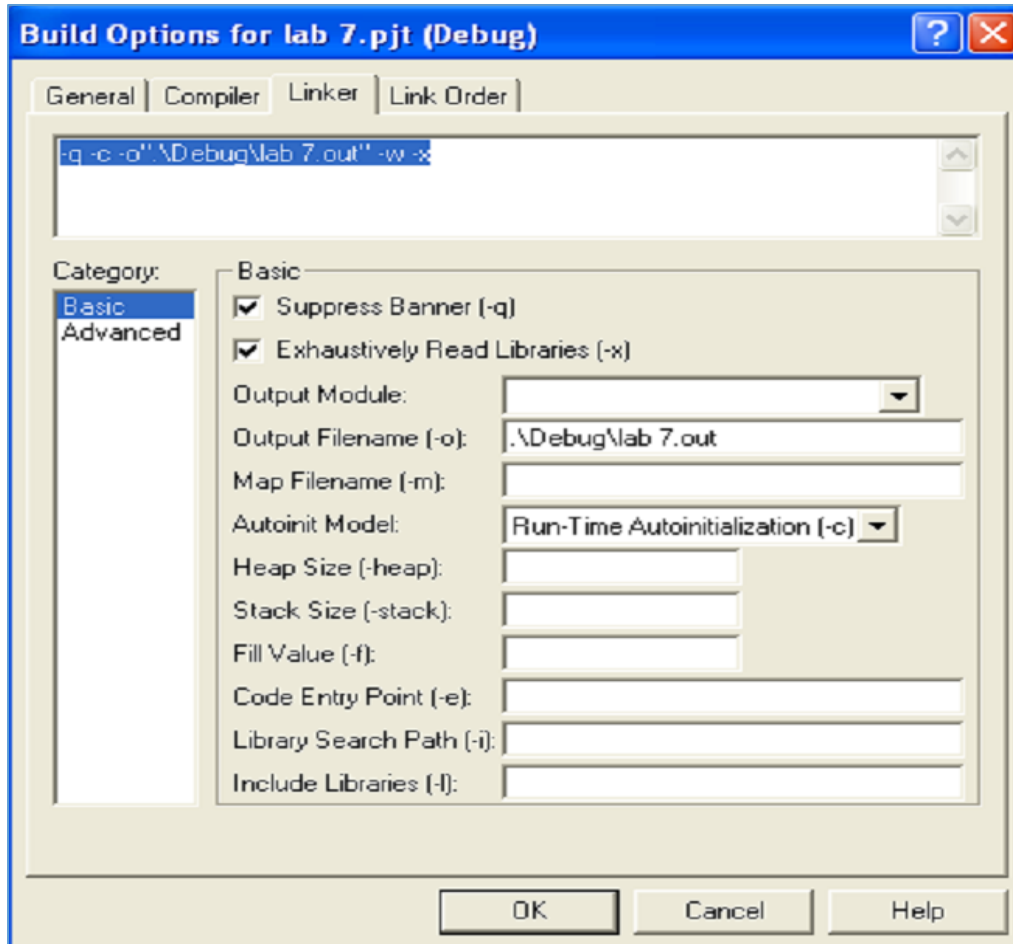 Build Options for lab 7.pjt (Debug)
General Compiler Linker Link Order
-q -c -o".\Debug\lab 7.out" -w -x
Category:
Basic
Advanced
Basic
Suppress Banner (-q)
Exhaustively Read Libraries (-x)
Output Module:
Output Filename (-o): .\Debug\lab 7.out
Map Filename (-m):
Autoinit Model: Run-Time Autoinitialization (-c)
Heap Size (-heap):
Stack Size (-stack):
Fill Value (-f):
Code Entry Point (-e):
Library Search Path (-i):
Include Libraries (-l):
OK Cancel Help